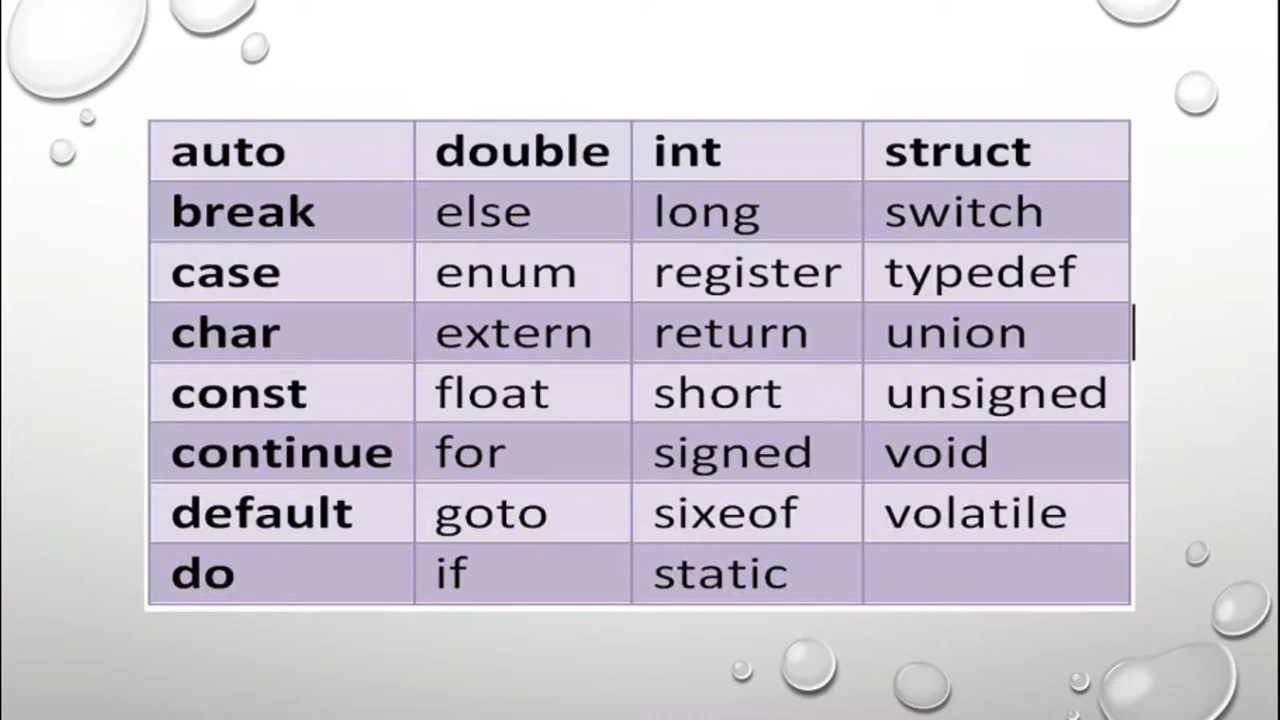 auto double int struct
break else long switch
case enum register typedef
char extern return union
const float short unsigned
continue for signed void
default goto sixeof volatile
do if static